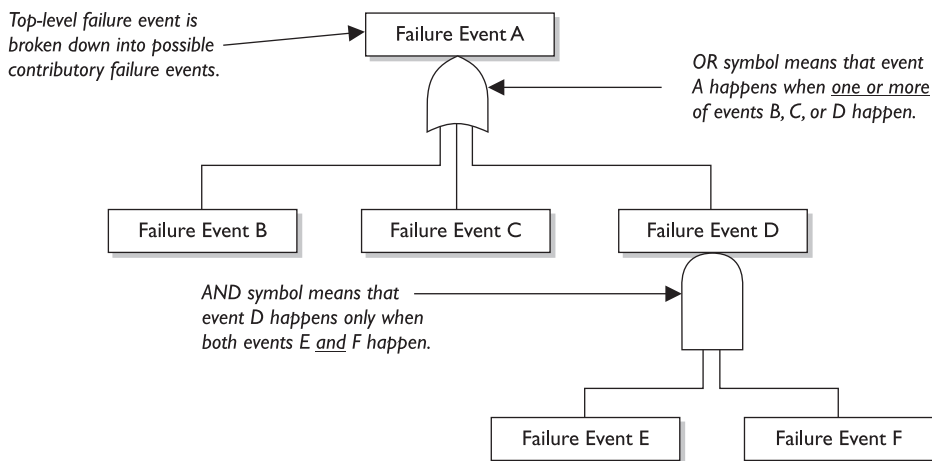 Top-level failure event is
broken down into possible
contributory failure events.
Failure Event A
OR symbol means that event
A happens when one or more
of events B, C, or D happen.
Failure Event B
Failure Event C
Failure Event D
AND symbol means that
event D happens only when
both events E and F happen.
Failure Event E
Failure Event F